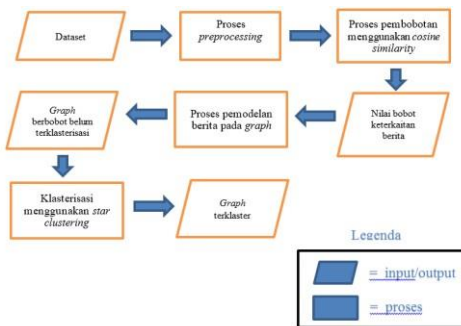 Dataset
Proses
preprocessing
Proses pembobotan
menggunakan cosine
similarity
Graph
berbobot belum
terklasterisasi
Proses pemodelan
berita pada graph
Nilai bobot
keterkaitan
berita
Klasterisasi
menggunakan star
clustering
Graph
terklaster
Legenda
= input/output
= proses